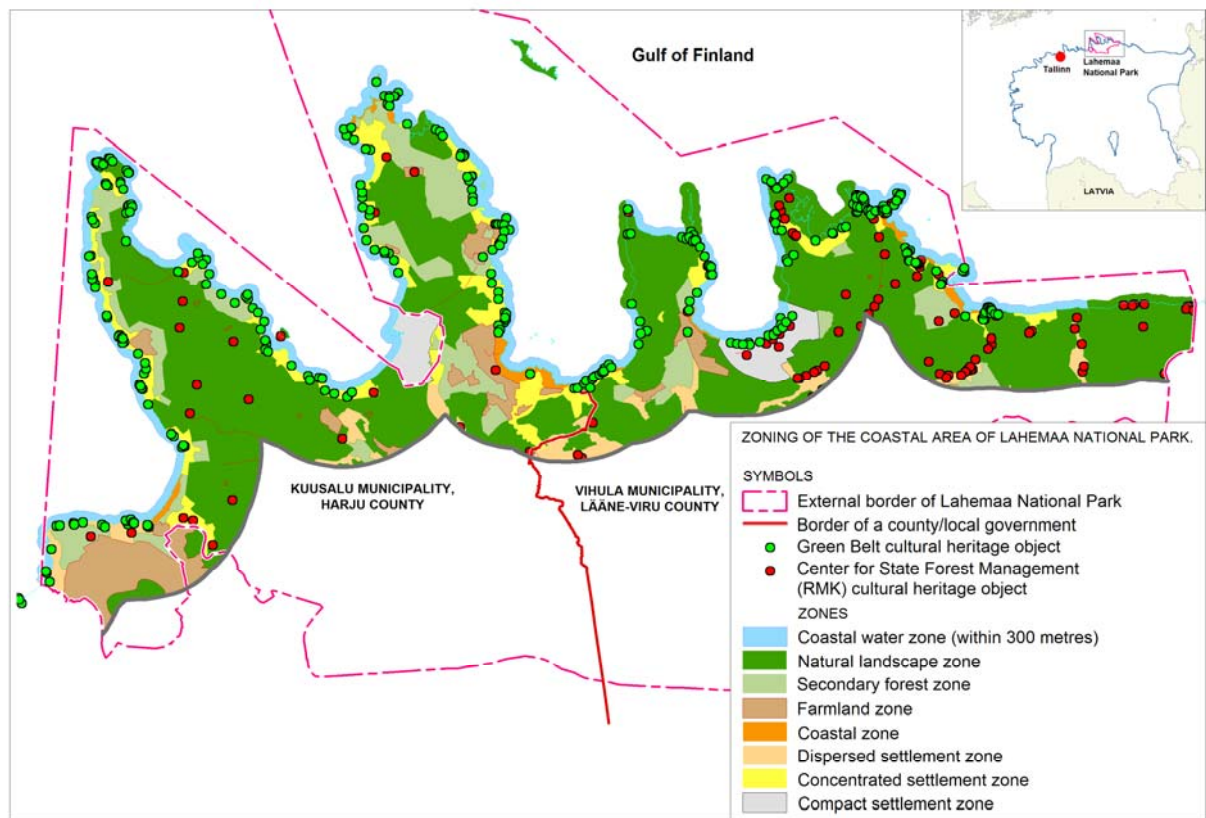 Gulf of Finland
Tallinn
Lahemaa
National Park
LATVIA
KUUSALU MUNICIPALITY,
HARJU COUNTY
VIHULA MUNICIPALITY,
LÄÄNE-VIRU COUNTY
ZONING OF THE COASTAL AREA OF LAHEMAA NATIONAL PARK.
SYMBOLS
External border of Lahemaa National Park
Border of a county/local government
Green Belt cultural heritage object
Center for State Forest Management
(RMK) cultural heritage object
ZONES
Coastal water zone (within 300 metres)
Natural landscape zone
Secondary forest zone
Farmland zone
Coastal zone
Dispersed settlement zone
Concentrated settlement zone
Compact settlement zone